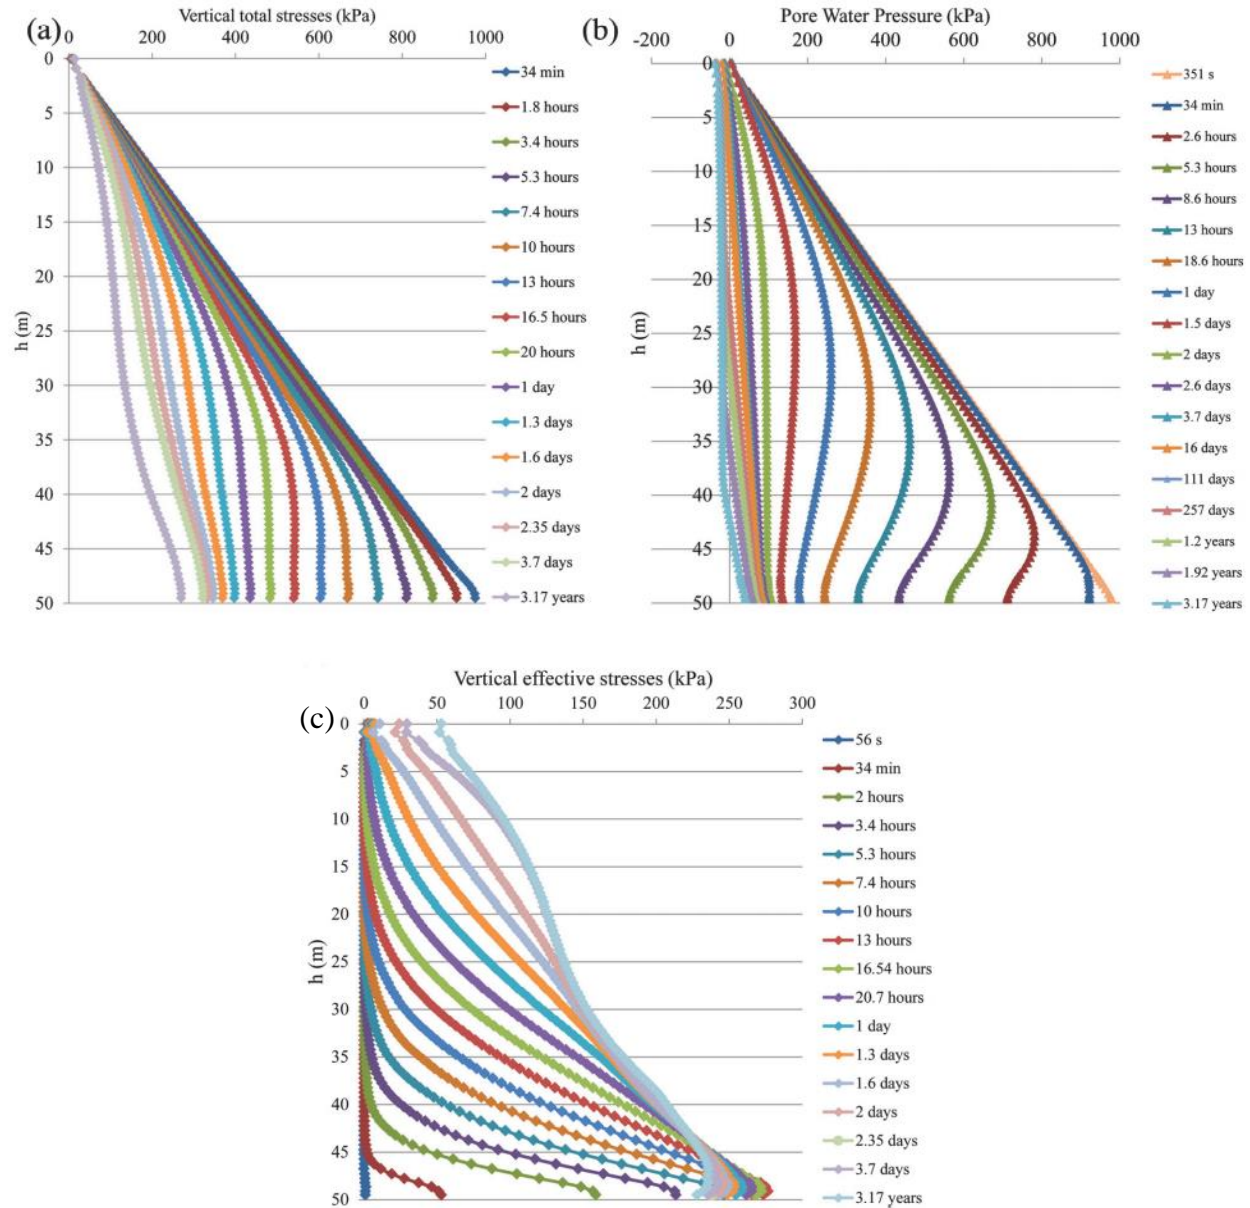 (a)
Vertical total stresses (kPa)
0 200 400 600 800 1000
0
5
10
15
20
25
30
35
40
45
50
h (m)
34 min
1.8 hours
3.4 hours
5.3 hours
7.4 hours
10 hours
13 hours
16.5 hours
20 hours
1 day
1.3 days
1.6 days
2 days
2.35 days
3.7 days
3.17 years
(b)
Pore Water Pressure (kPa)
-200 0 200 400 600 800 1000
0
5
10
15
20
25
30
35
40
45
50
h (m)
351 s
34 min
2.6 hours
5.3 hours
8.6 hours
13 hours
18.6 hours
1 day
1.5 days
2 days
2.6 days
3.7 days
16 days
111 days
257 days
1.2 years
1.92 years
3.17 years
(c)
Vertical effective stresses (kPa)
0 50 100 150 200 250 300
0
5
10
15
20
25
30
35
40
45
50
h (m)
56 s
34 min
2 hours
3.4 hours
5.3 hours
7.4 hours
10 hours
13 hours
16.54 hours
20.7 hours
1 day
1.3 days
1.6 days
2 days
2.35 days
3.7 days
3.17 years